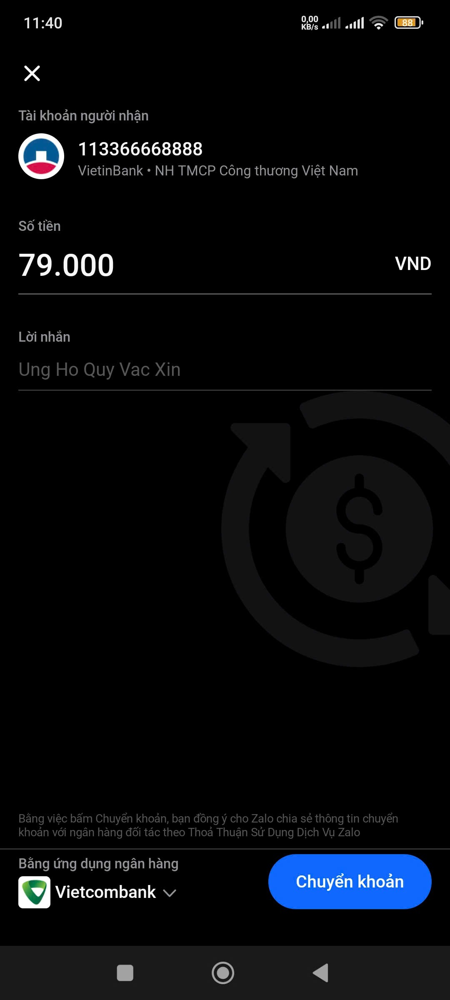 11:40
0,00
KB/s
88
Tài khoản người nhận
113366668888
VietinBank • NH TMCP Công thương Việt Nam
Số tiền
79.000 VND
Lời nhắn
Ung Ho Quy Vac Xin
Bằng việc bấm Chuyển khoản, bạn đồng ý cho Zalo chia sẻ thông tin chuyển
khoản với ngân hàng đối tác theo Thoả Thuận Sử Dụng Dịch Vụ Zalo
Bằng ứng dụng ngân hàng
Vietcombank
Chuyển khoản